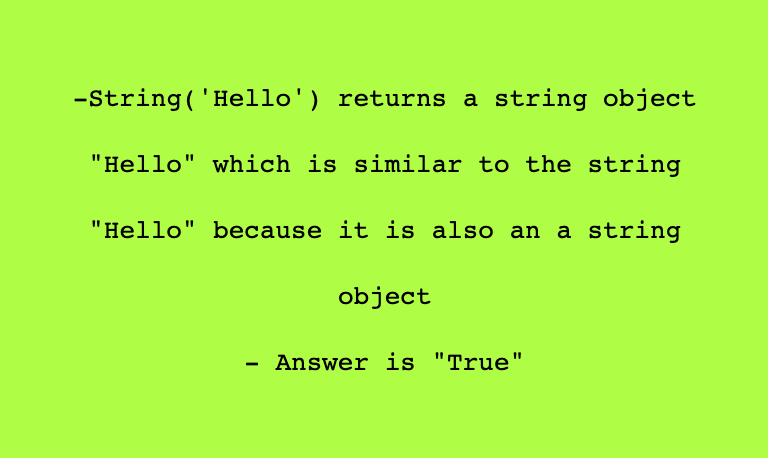 -String('Hello') returns a string object
"Hello" which is similar to the string
"Hello" because it is also an a string
object
- Answer is "True"